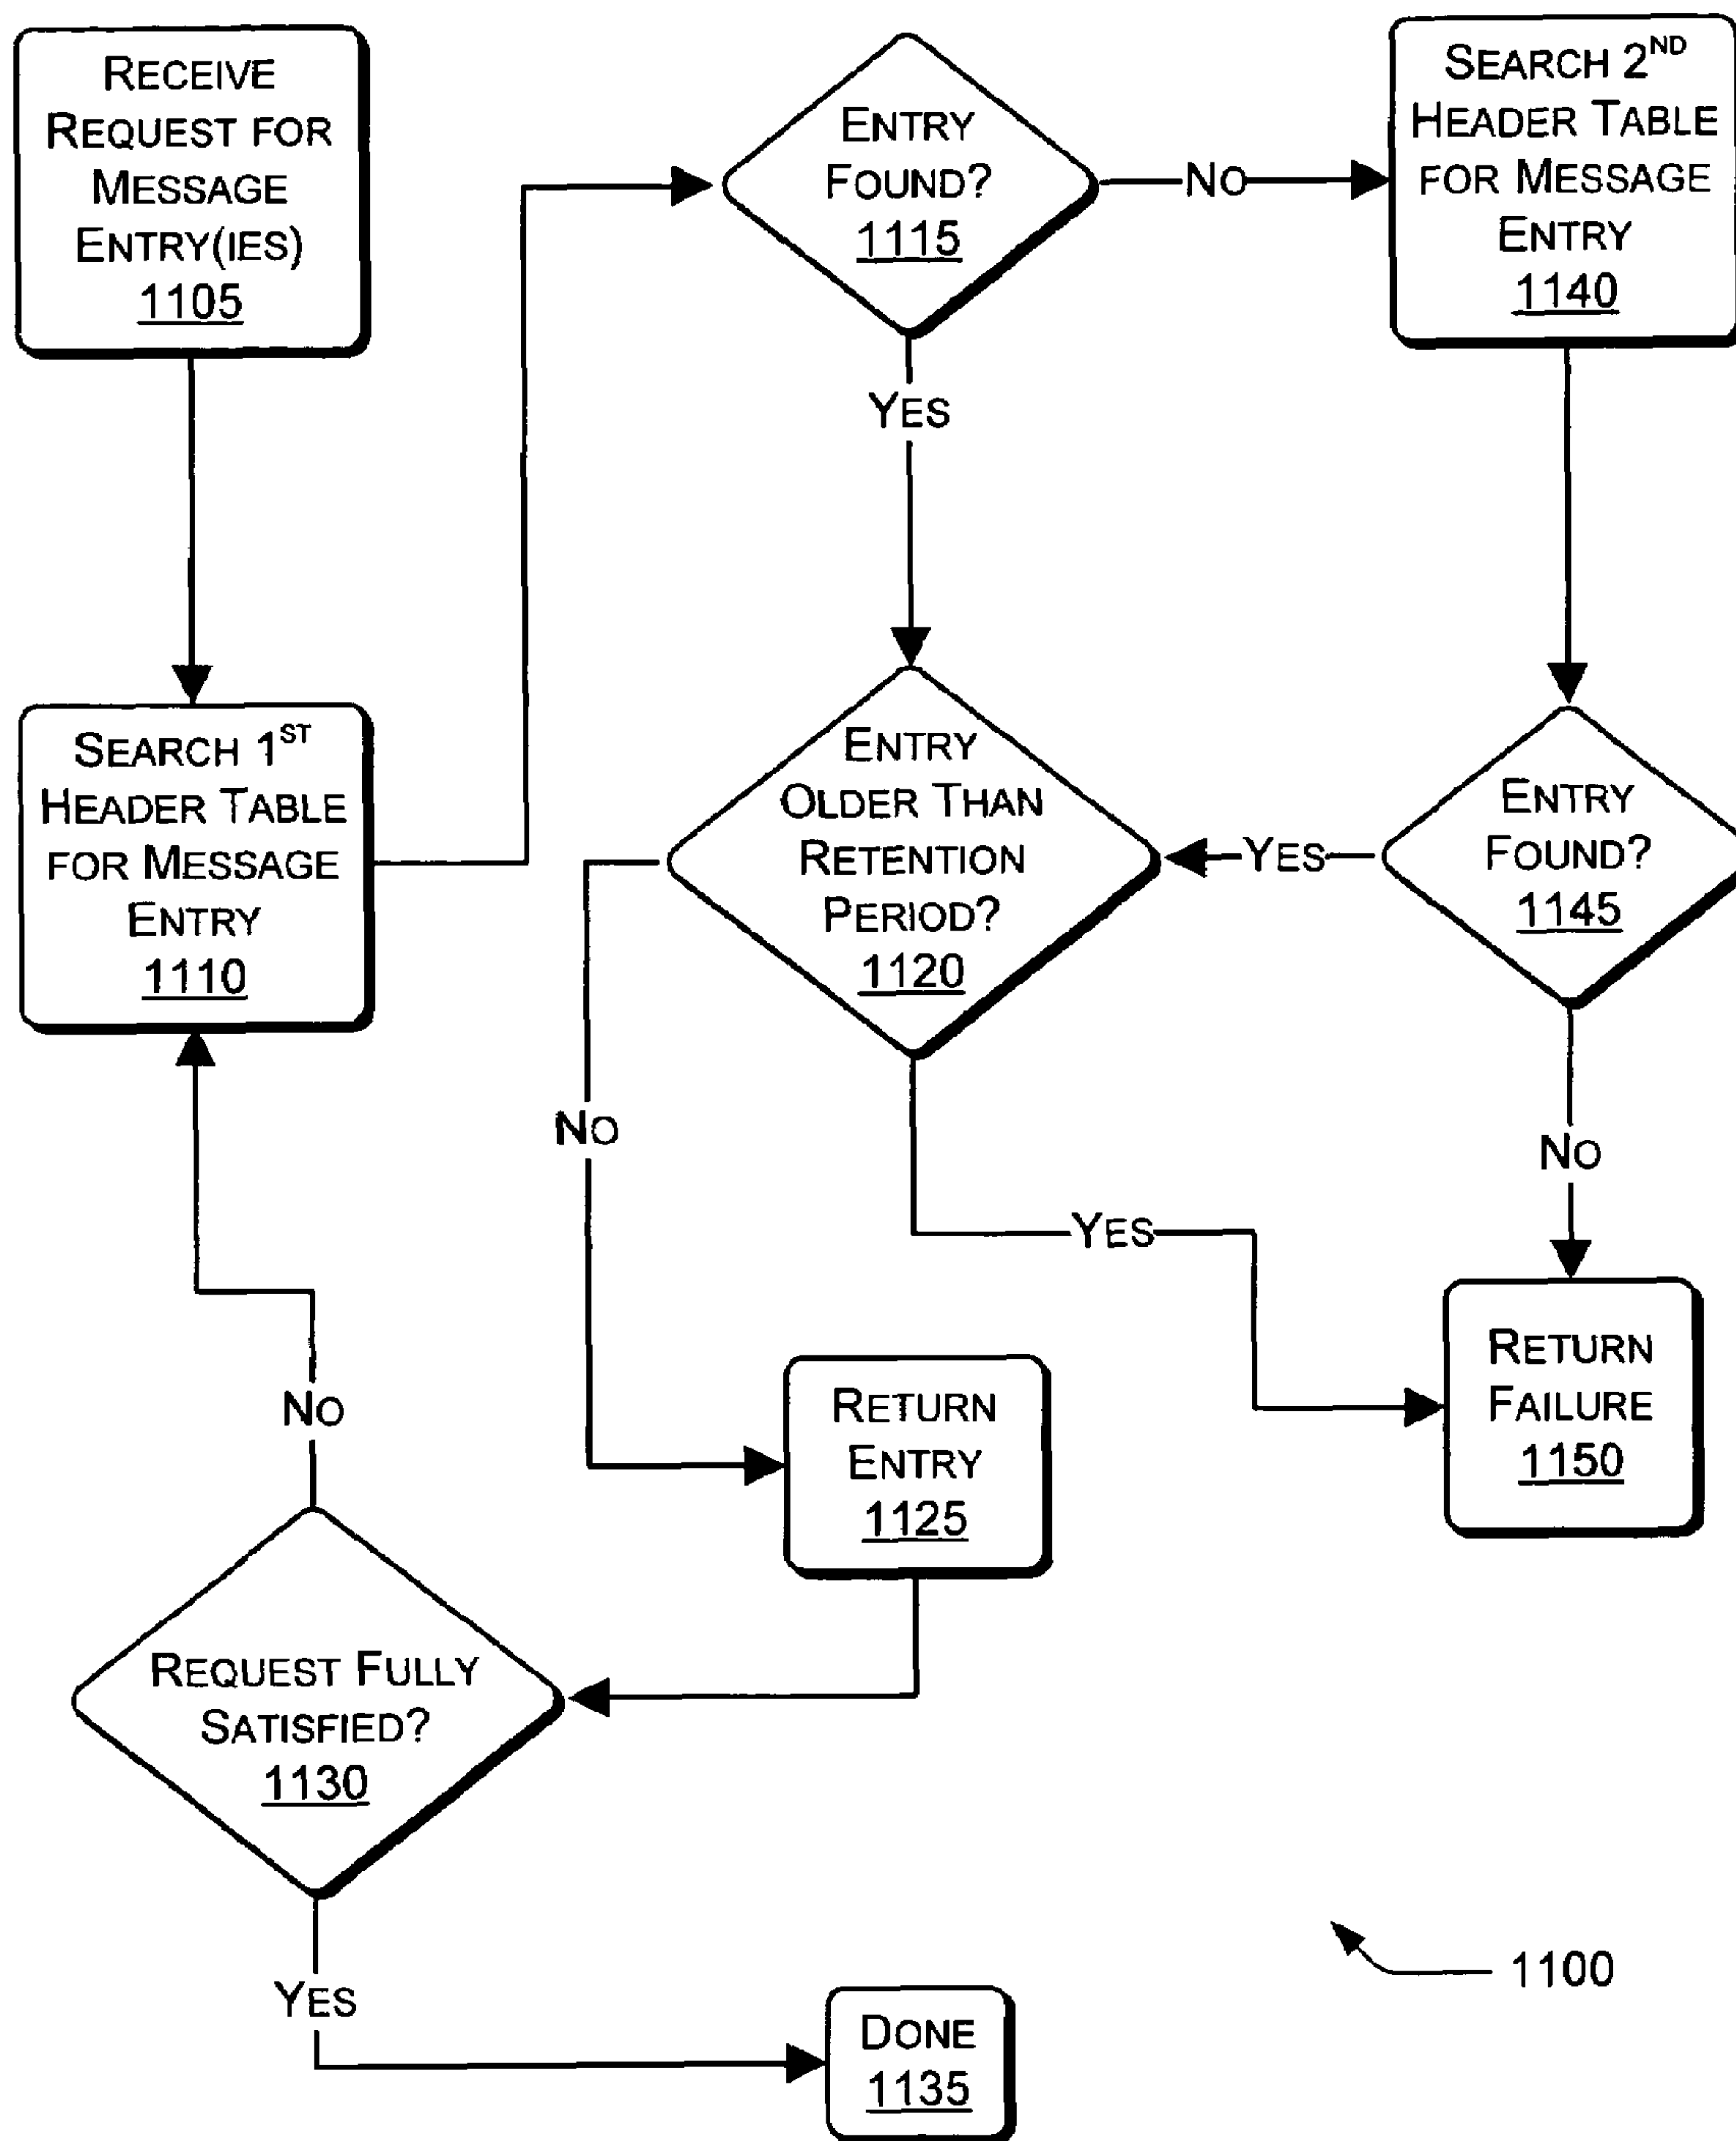 RECEIVE
REQUEST FOR
MESSAGE
ENTRY(IES)
1105
ENTRY
FOUND?
1115
NO
SEARCH 2ND
HEADER TABLE
FOR MESSAGE
ENTRY
1140
YES
SEARCH 1ST
HEADER TABLE
FOR MESSAGE
ENTRY
1110
ENTRY
OLDER THAN
RETENTION
PERIOD?
1120
YES
ENTRY
FOUND?
1145
NO
YES
NO
RETURN
FAILURE
1150
NO
RETURN
ENTRY
1125
REQUEST FULLY
SATISFIED?
1130
YES
DONE
1135
1100